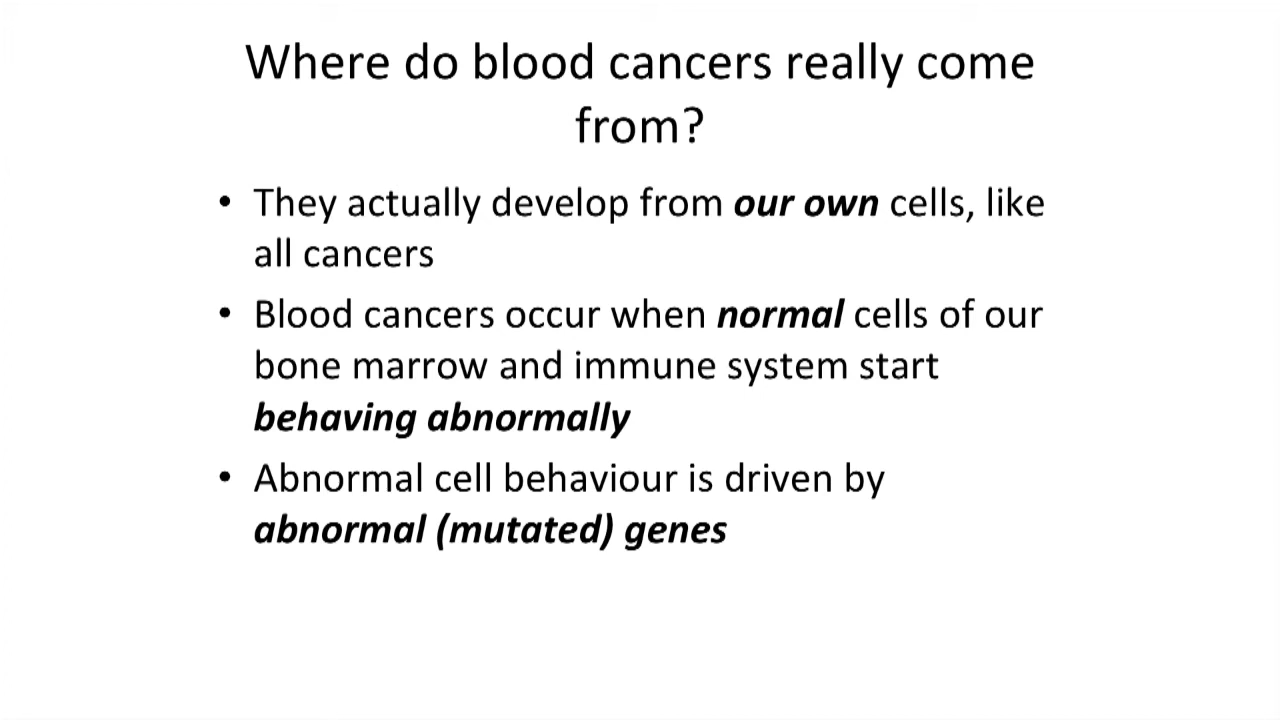 Where do blood cancers really come
from?
• They actually develop from our own cells, like
all cancers
• Blood cancers occur when normal cells of our
bone marrow and immune system start
behaving abnormally
• Abnormal cell behaviour is driven by
abnormal (mutated) genes